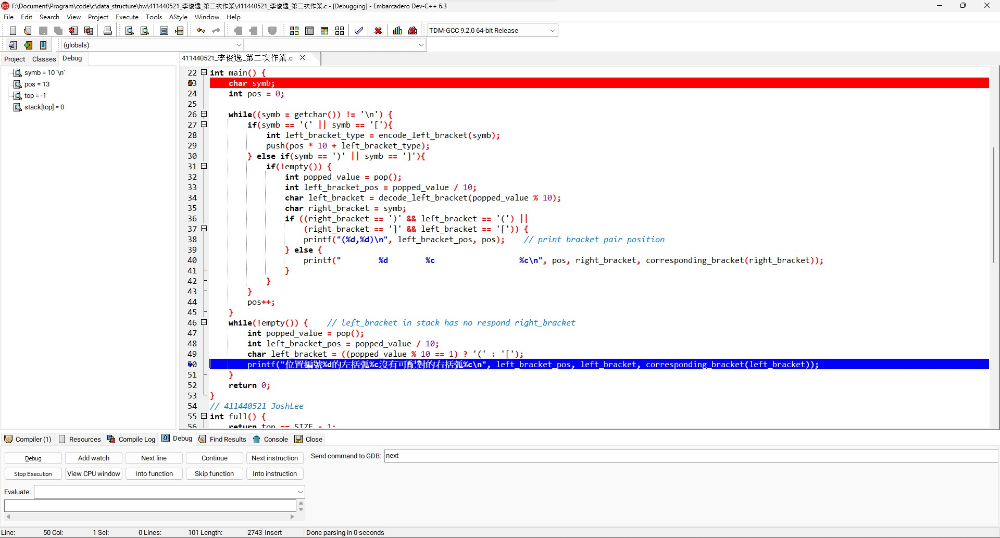 F:\Document\Program\code\c\data_structure\hw\411440521_李俊逸_第二次作業\411440521_李俊逸_第二次作業.c - [Debugging] - Embarcadero Dev-C++ 6.3
File Edit Search View Project Execute Tools AStyle Window Help
TDM-GCC 9.2.0 64-bit Release
(globals)
Project Classes Debug
411440521_李俊逸_第二次作業.c
symb = 10 '\n'
pos = 13
top = -1
stack[top] = 0
22 int main() {
23 char symb;
24 int pos = 0;
25
26 while((symb = getchar()) != '\n') {
27 if(symb == '(' || symb == '['){
28 int left_bracket_type = encode_left_bracket(symb);
29 push(pos * 10 + left_bracket_type);
30 } else if(symb == ')' || symb == ']'){
31 if(!empty()) {
32 int popped_value = pop();
33 int left_bracket_pos = popped_value / 10;
34 char left_bracket = decode_left_bracket(popped_value % 10);
35 char right_bracket = symb;
36 if ((right_bracket == ')' && left_bracket == '(') ||
37 (right_bracket == ']' && left_bracket == '[')) {
38 printf("(%d,%d)\n", left_bracket_pos, pos); // print bracket pair position
39 } else {
40 printf(" %d %c %c\n", pos, right_bracket, corresponding_bracket(right_bracket));
41 }
42 }
43 }
44 pos++;
45 }
46 while(!empty()) { // left_bracket in stack has no respond right_bracket
47 int popped_value = pop();
48 int left_bracket_pos = popped_value / 10;
49 char left_bracket = ((popped_value % 10 == 1) ? '(' : '[');
50 printf("位置編號%d的左括弧%c沒有可配對的右括弧%c\n", left_bracket_pos, left_bracket, corresponding_bracket(left_bracket));
51 }
52 return 0;
53 }
54 // 411440521 JoshLee
55 int full() {
56 return top == SIZE - 1;
Compiler (1) Resources Compile Log Debug Find Results Console Close
Debug Add watch Next line Continue Next instruction Send command to GDB: next
Stop Execution View CPU window Into function Skip function Into instruction
Evaluate:
Line: 50 Col: 1 Sel: 0 Lines: 101 Length: 2743 Insert Done parsing in 0 seconds